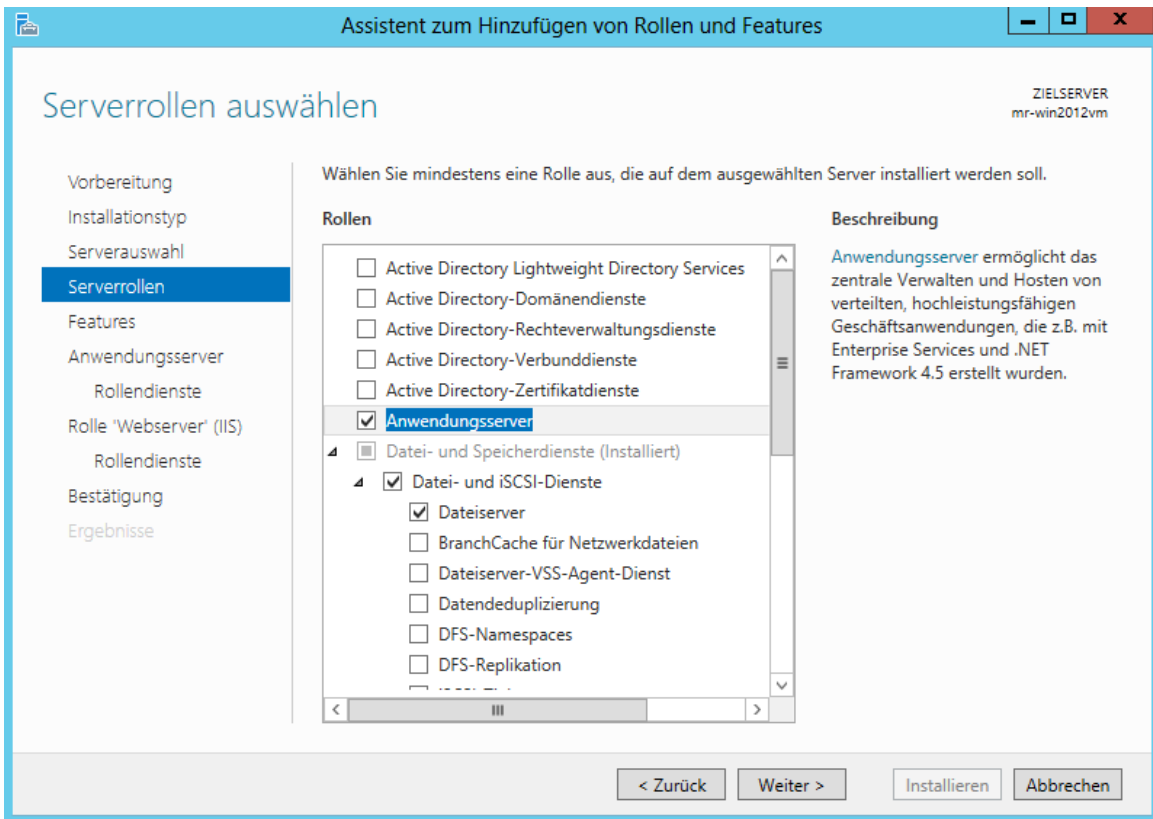 Assistent zum Hinzufügen von Rollen und Features
Serverrollen auswählen
ZIELSERVER
mr-win2012vm
Vorbereitung
Installationstyp
Serverauswahl
Serverrollen
Features
Anwendungsserver
Rollendienste
Rolle 'Webserver' (IIS)
Rollendienste
Bestätigung
Ergebnisse
Wählen Sie mindestens eine Rolle aus, die auf dem ausgewählten Server installiert werden soll.
Rollen
Active Directory Lightweight Directory Services
Active Directory-Domänendienste
Active Directory-Rechteverwaltungsdienste
Active Directory-Verbunddienste
Active Directory-Zertifikatdienste
Anwendungsserver
Datei- und Speicherdienste (Installiert)
Datei- und iSCSI-Dienste
Dateiserver
BranchCache für Netzwerkdateien
Dateiserver-VSS-Agent-Dienst
Datendeduplizierung
DFS-Namespaces
DFS-Replikation
Beschreibung
Anwendungsserver ermöglicht das
zentrale Verwalten und Hosten von
verteilten, hochleistungsfähigen
Geschäftsanwendungen, die z.B. mit
Enterprise Services und .NET
Framework 4.5 erstellt wurden.
< Zurück
Weiter >
Installieren
Abbrechen